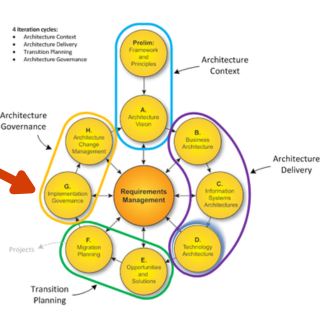 4 iteration cycles:
• Architecture Context
• Architecture Delivery
• Transition Planning
• Architecture Governance
Prelim:
Framework
and
Principles
Architecture
Context
A.
Architecture
Vision
Architecture
Governance
H.
Architecture
Change
Management
B.
Business
Architecture
Architecture
Delivery
G.
Implementation
Governance
Requirements
Management
C.
Information
Systems
Architectures
Projects
F.
Migration
Planning
D.
Technology
Architecture
E.
Opportunities
and
Solutions
Transition
Planning